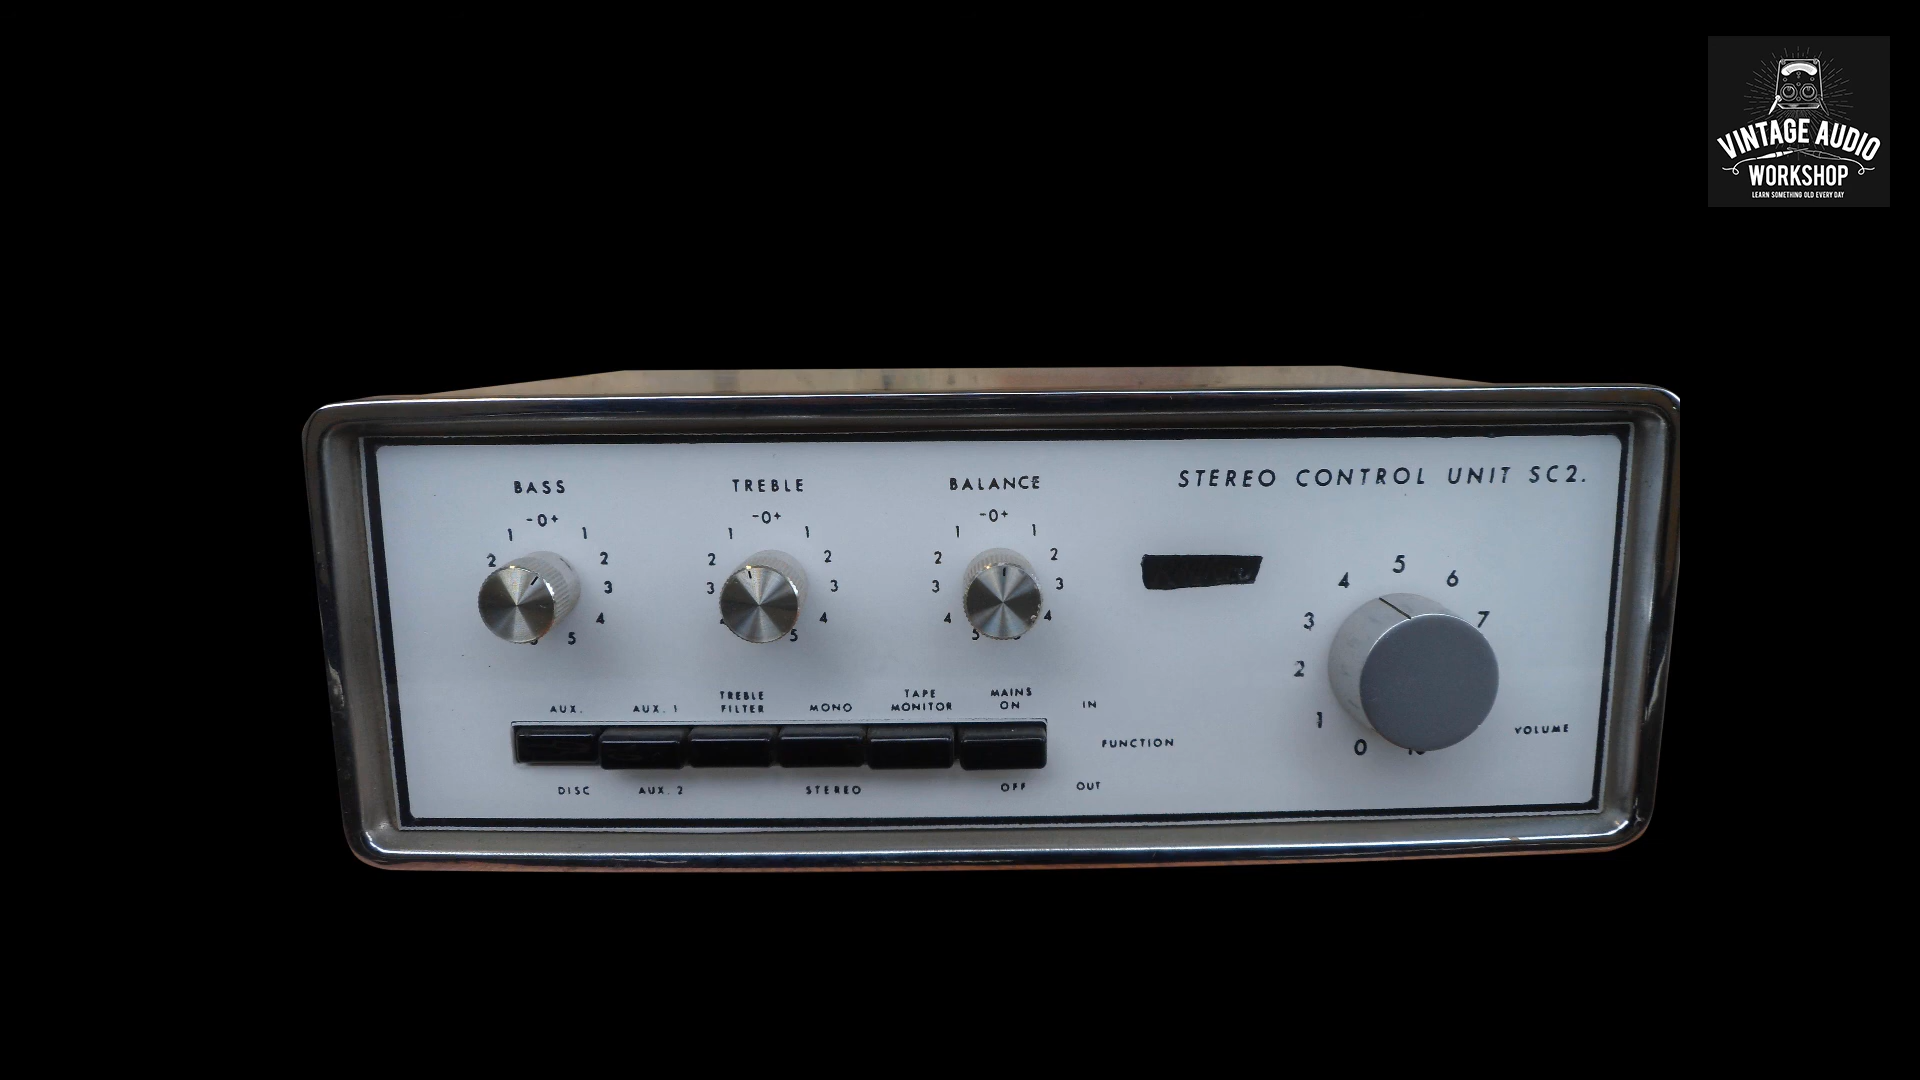 VINTAGE AUDIO
WORKSHOP
LEARN SOMETHING OLD EVERY DAY
STEREO CONTROL UNIT SC2.
BASS
-0+
1 1
2 2
3
4
5
TREBLE
-0+
1 1
2 2
3 3
4
5
BALANCE
-0+
1 1
2 2
3 3
4 4
5
0 1 2 3 4 5 6 7
VOLUME
AUX. AUX. 1 TREBLE FILTER MONO TAPE MONITOR MAINS ON IN
FUNCTION
DISC AUX. 2 STEREO OFF OUT